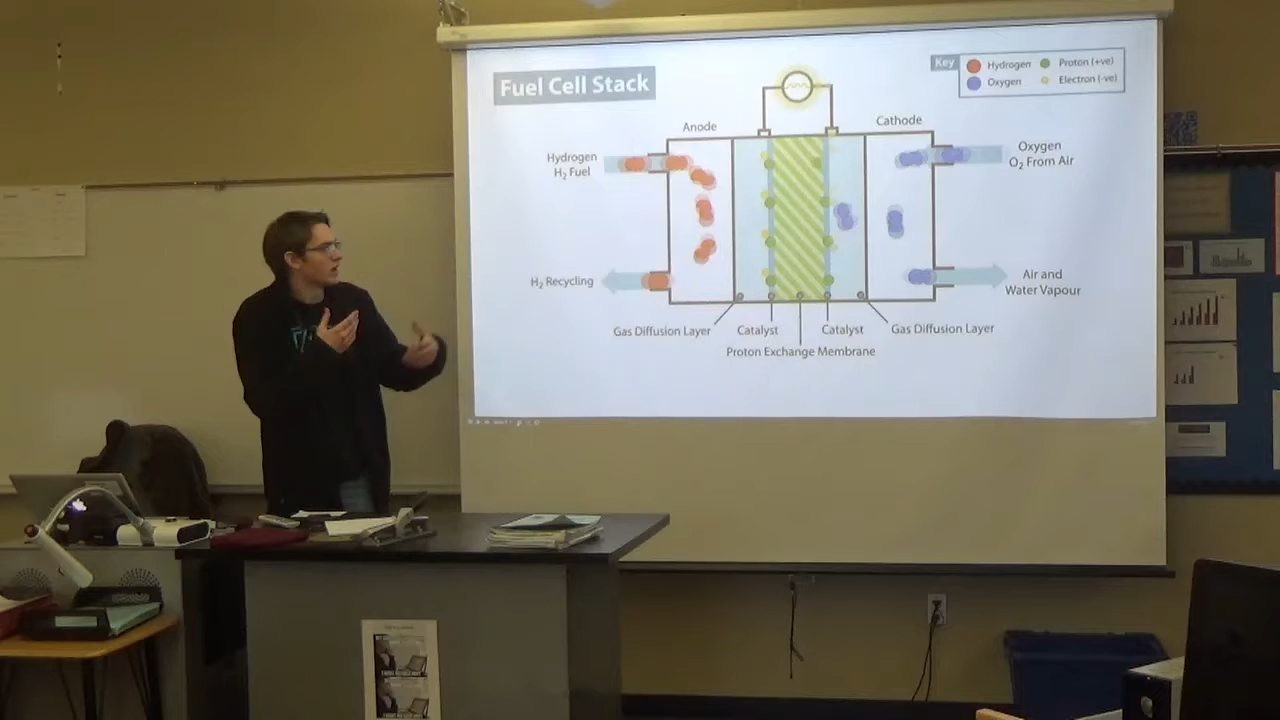 Fuel Cell Stack
Key
Hydrogen
Proton (+ve)
Oxygen
Electron (-ve)
Anode
Cathode
Hydrogen
H₂ Fuel
Oxygen
O₂ From Air
H₂ Recycling
Air and
Water Vapour
Gas Diffusion Layer
Catalyst
Catalyst
Gas Diffusion Layer
Proton Exchange Membrane